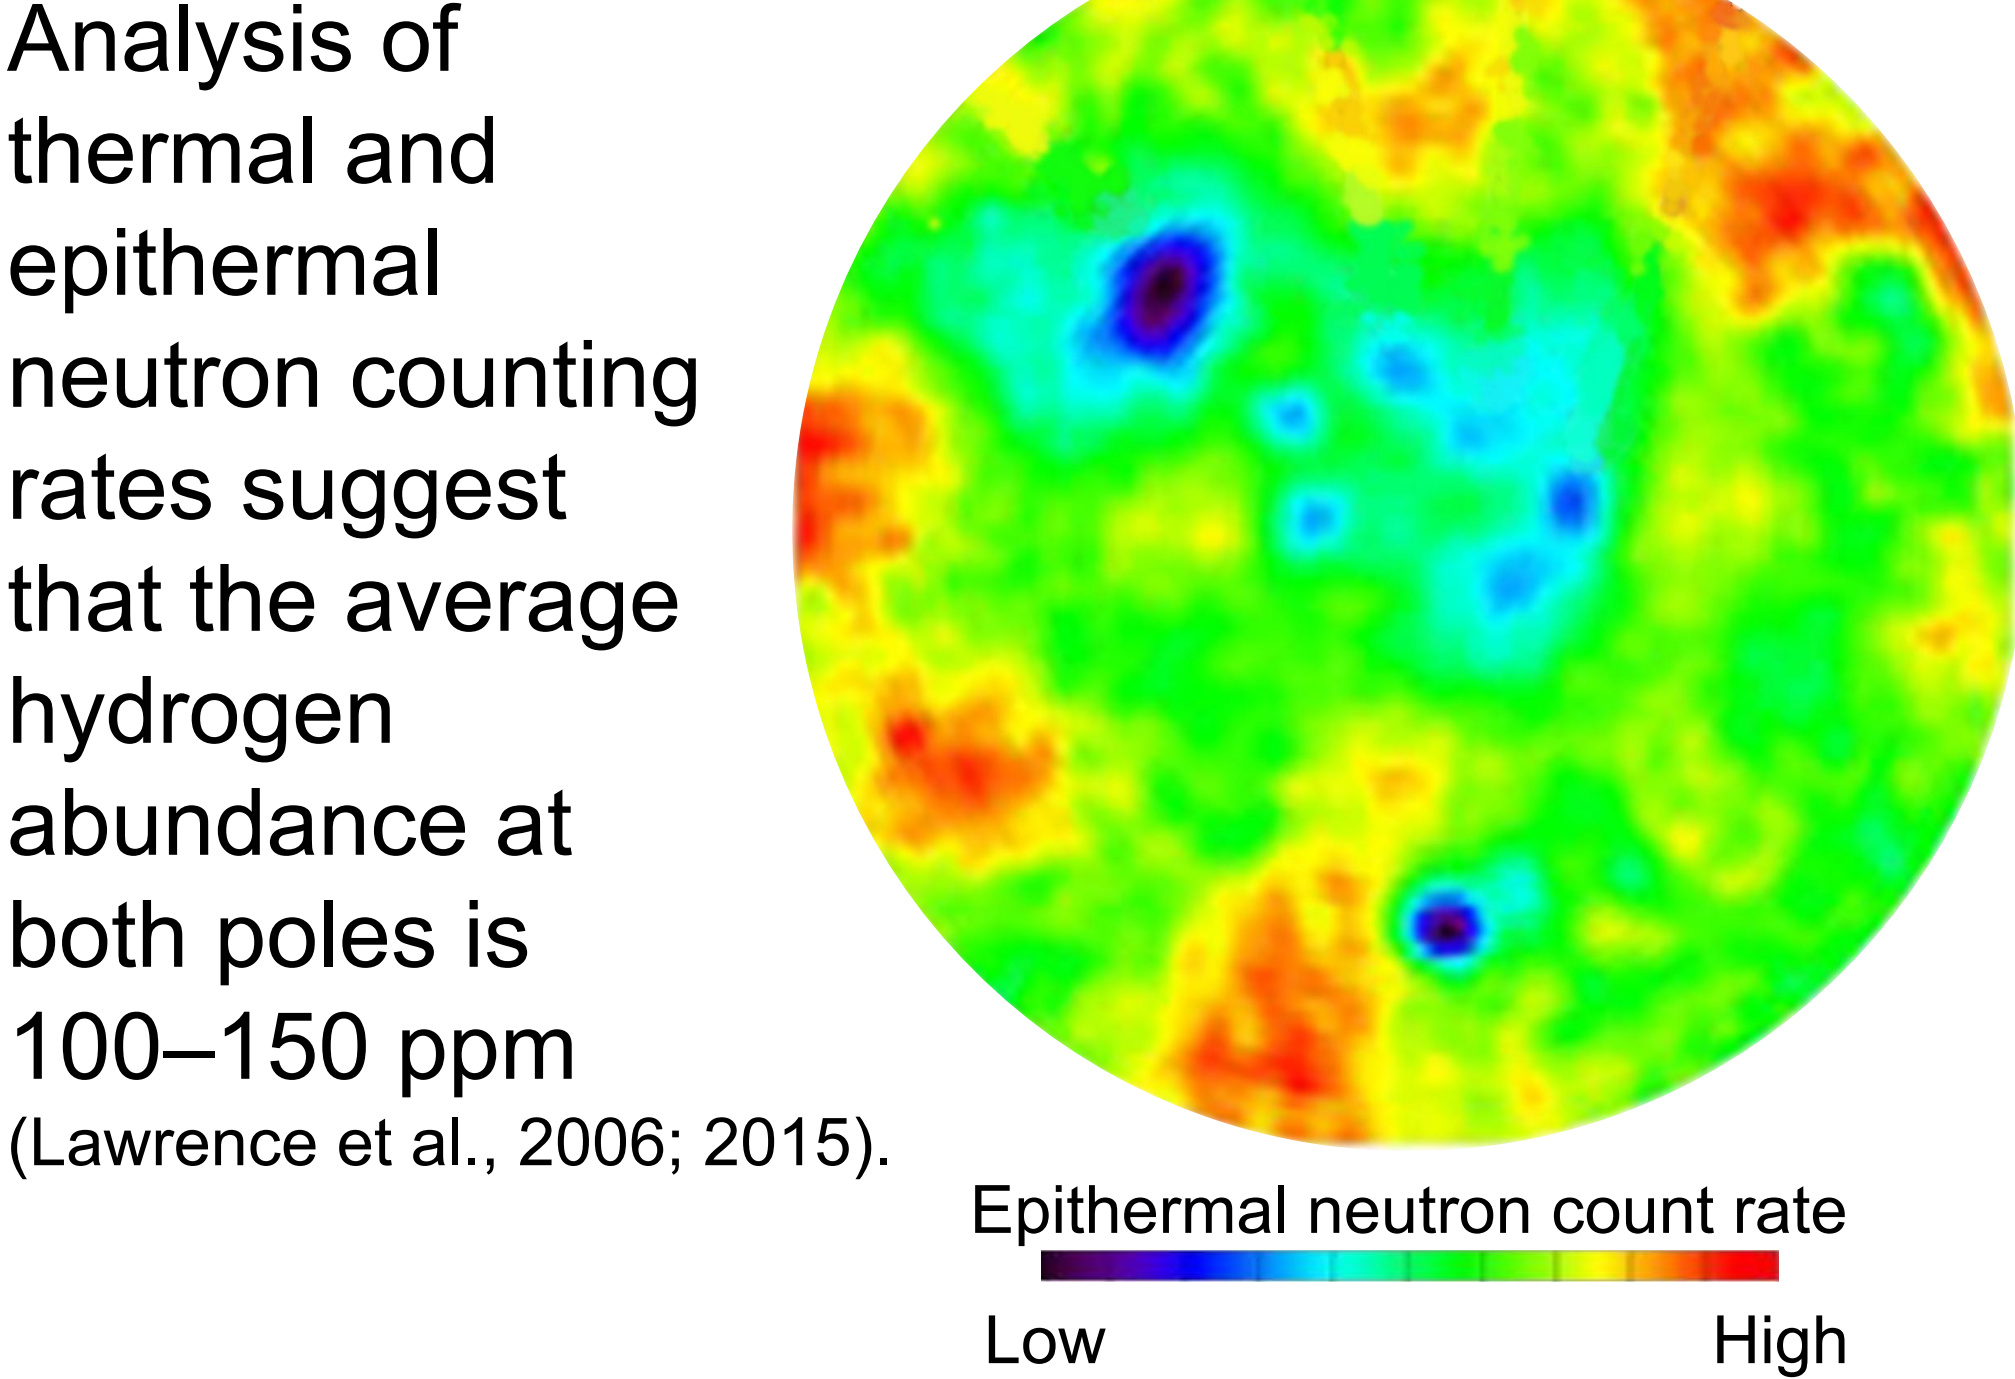 Analysis of
thermal and
epithermal
neutron counting
rates suggest
that the average
hydrogen
abundance at
both poles is
100–150 ppm
(Lawrence et al., 2006; 2015).
Epithermal neutron count rate
Low High